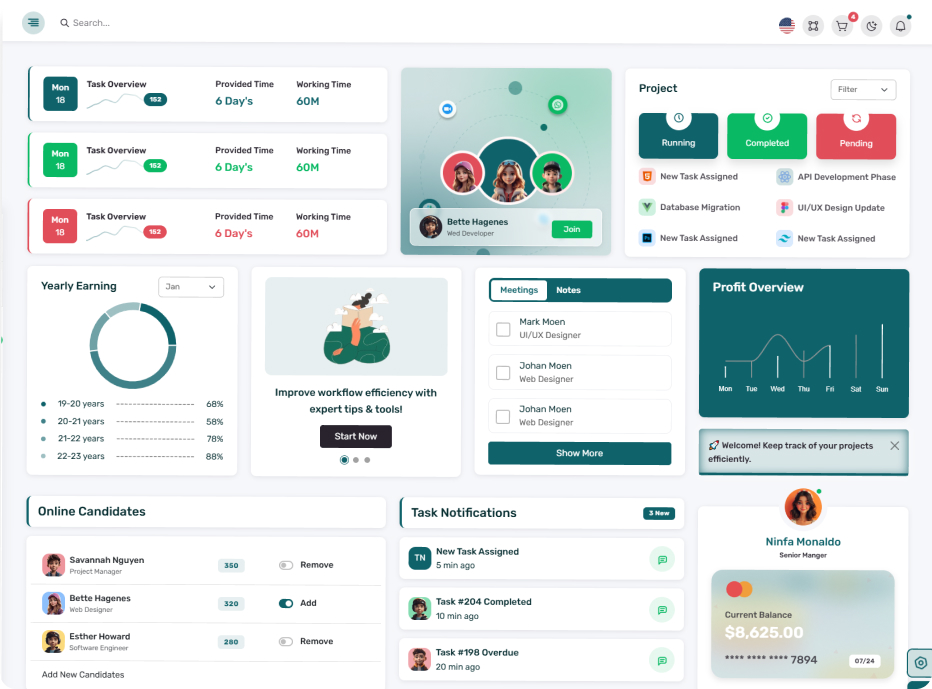 Search...
4
Mon
18
Task Overview
152
Provided Time
6 Day's
Working Time
60M
Mon
18
Task Overview
152
Provided Time
6 Day's
Working Time
60M
Mon
18
Task Overview
152
Provided Time
6 Day's
Working Time
60M
Bette Hagenes
Wed Developer
Join
Project
Filter
Running
Completed
Pending
New Task Assigned
API Development Phase
Database Migration
UI/UX Design Update
New Task Assigned
New Task Assigned
Yearly Earning
Jan
19-20 years 68%
20-21 years 58%
21-22 years 78%
22-23 years 88%
Improve workflow efficiency with
expert tips & tools!
Start Now
Meetings
Notes
Mark Moen
UI/UX Designer
Johan Moen
Web Designer
Johan Moen
Web Designer
Show More
Profit Overview
Mon Tue Wed Thu Fri Sat Sun
🚀 Welcome! Keep track of your projects
efficiently.
Online Candidates
Savannah Nguyen
Project Manager
350
Remove
Bette Hagenes
Web Designer
320
Add
Esther Howard
Software Engineer
280
Remove
Add New Candidates
Task Notifications
3 New
TN
New Task Assigned
5 min ago
Task #204 Completed
10 min ago
Task #198 Overdue
20 min ago
Ninfa Monaldo
Senior Manger
Current Balance
$8,625.00
**** **** **** 7894
07/24